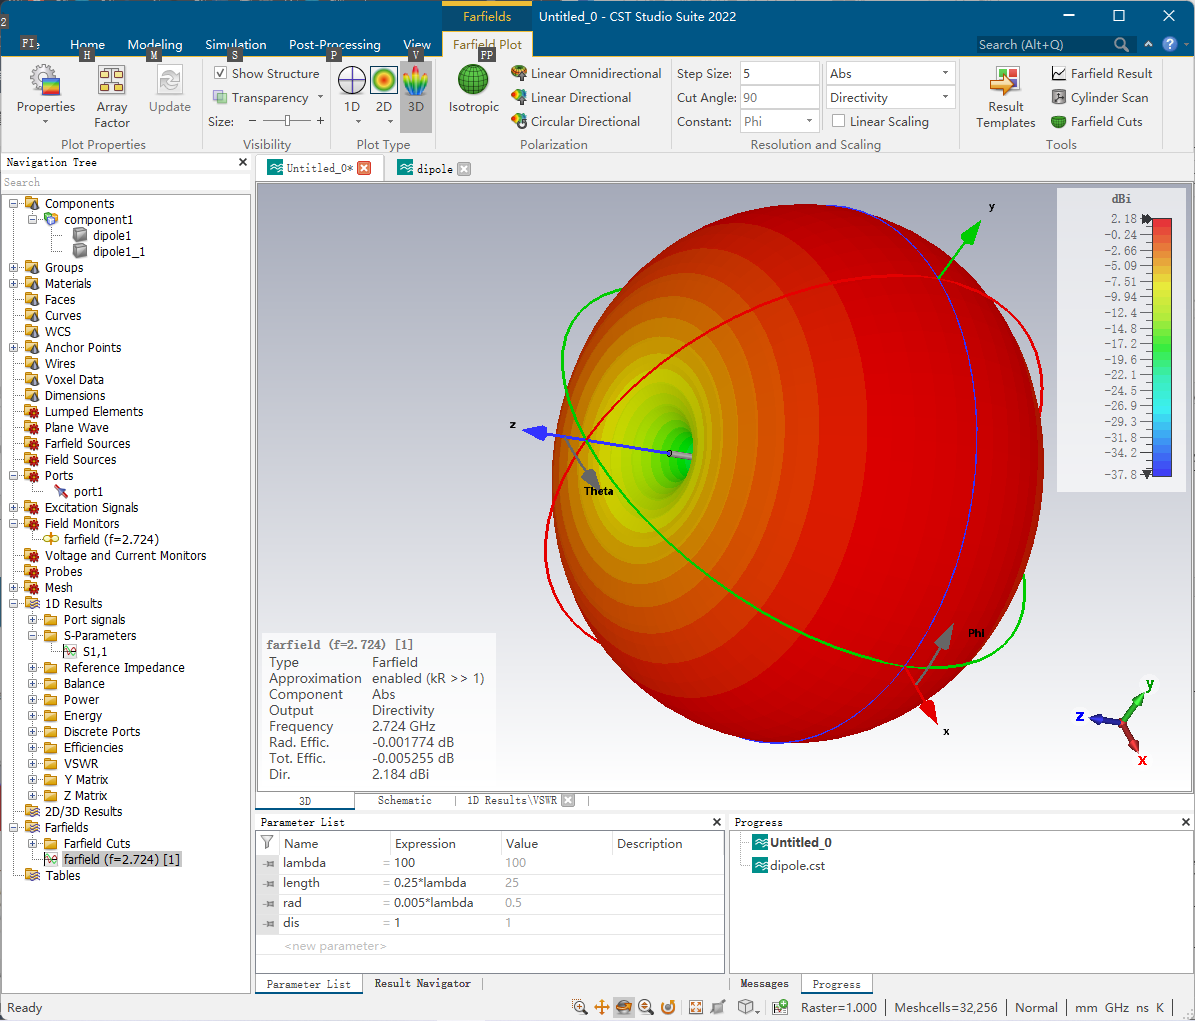 Farfields
Untitled_0 - CST Studio Suite 2022
2
FI
Home
Modeling
Simulation
Post-Processing
View
Farfield Plot
Search (Alt+Q)
H
M
S
P
V
FP
Properties
Array
Factor
Update
Plot Properties
Show Structure
Transparency
Size:
Visibility
1D
2D
3D
Plot Type
Isotropic
Linear Omnidirectional
Linear Directional
Circular Directional
Polarization
Step Size: 5
Cut Angle: 90
Constant: Phi
Abs
Directivity
Linear Scaling
Resolution and Scaling
Result
Templates
Farfield Result
Cylinder Scan
Farfield Cuts
Tools
Navigation Tree
Search
Components
component1
dipole1
dipole1_1
Groups
Materials
Faces
Curves
WCS
Anchor Points
Wires
Voxel Data
Dimensions
Lumped Elements
Plane Wave
Farfield Sources
Field Sources
Ports
port1
Excitation Signals
Field Monitors
farfield (f=2.724)
Voltage and Current Monitors
Probes
Mesh
1D Results
Port signals
S-Parameters
S1,1
Reference Impedance
Balance
Power
Energy
Discrete Ports
Efficiencies
VSWR
Y Matrix
Z Matrix
2D/3D Results
Farfields
Farfield Cuts
farfield (f=2.724) [1]
Tables
Untitled_0*
dipole
y
z
Theta
Phi
x
dBi
2.18
-0.24
-2.66
-5.09
-7.51
-9.94
-12.4
-14.8
-17.2
-19.6
-22.1
-24.5
-26.9
-29.3
-31.8
-34.2
-37.8
farfield (f=2.724) [1]
Type Farfield
Approximation enabled (kR >> 1)
Component Abs
Output Directivity
Frequency 2.724 GHz
Rad. Effic. -0.001774 dB
Tot. Effic. -0.005255 dB
Dir. 2.184 dBi
y
z
x
3D
Schematic
1D Results\VSWR
Parameter List
Name Expression Value Description
lambda = 100 100
length = 0.25*lambda 25
rad = 0.005*lambda 0.5
dis = 1 1
<new parameter>
Parameter List
Result Navigator
Progress
Untitled_0
dipole.cst
Messages
Progress
Ready
Raster=1.000
Meshcells=32,256
Normal
mm GHz ns K